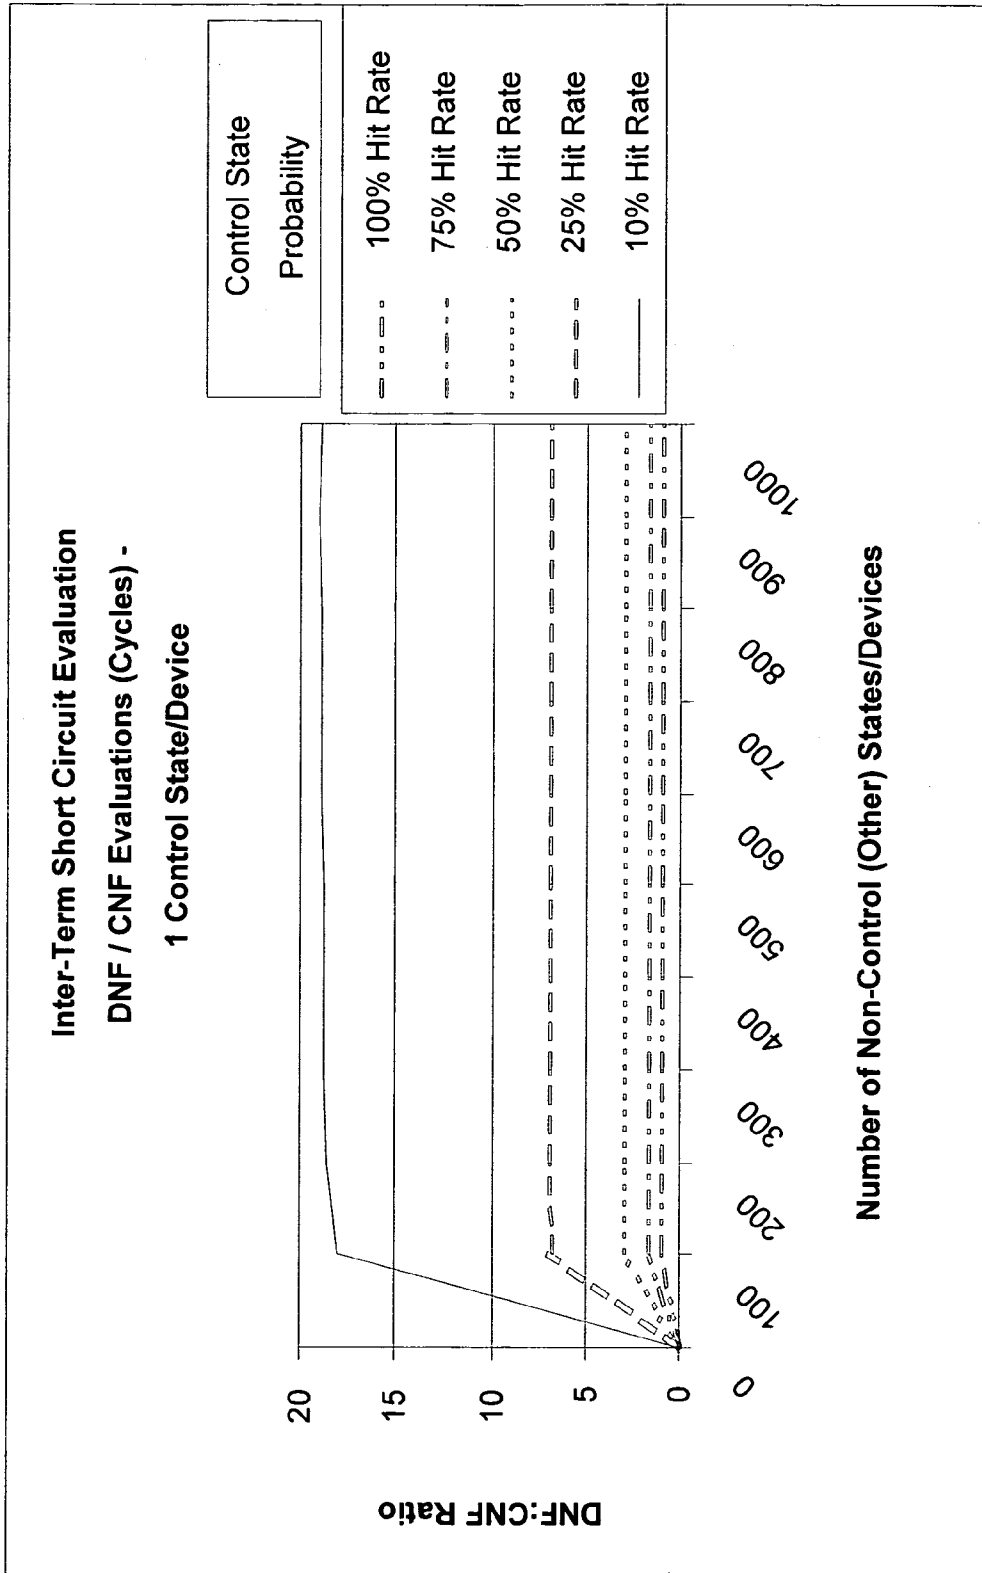 Inter-Term Short Circuit Evaluation
DNF / CNF Evaluations (Cycles) -
1 Control State/Device
DNF:CNF Ratio
20
15
10
5
0
0
100
200
300
400
500
600
700
800
900
1000
Number of Non-Control (Other) States/Devices
Control State
Probability
100% Hit Rate
75% Hit Rate
50% Hit Rate
25% Hit Rate
10% Hit Rate